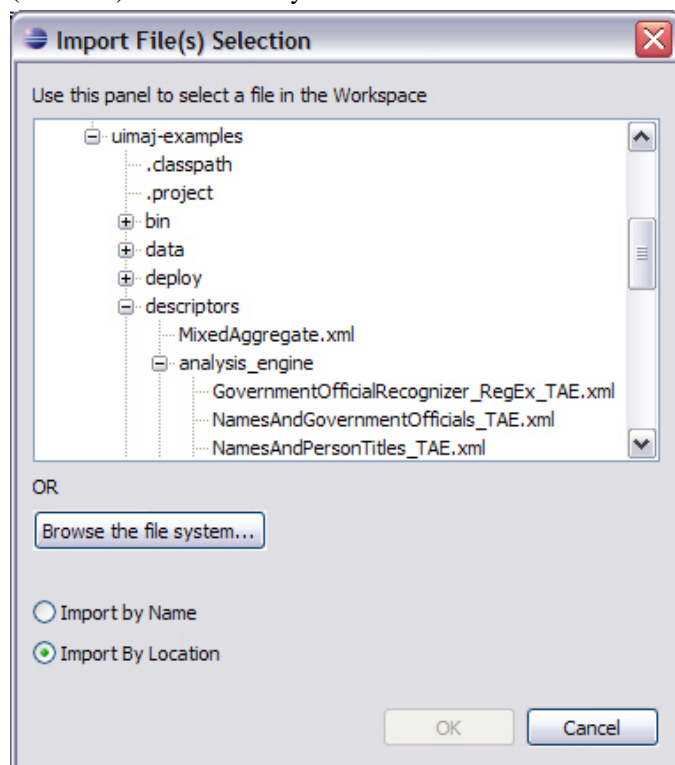 Import File(s) Selection
Use this panel to select a file in the Workspace
uimaj-examples
.classpath
.project
bin
data
deploy
descriptors
MixedAggregate.xml
analysis_engine
GovernmentOfficialRecognizer_RegEx_TAE.xml
NamesAndGovernmentOfficials_TAE.xml
NamesAndPersonTitles_TAE.xml
OR
Browse the file system...
Import by Name
Import By Location
OK Cancel